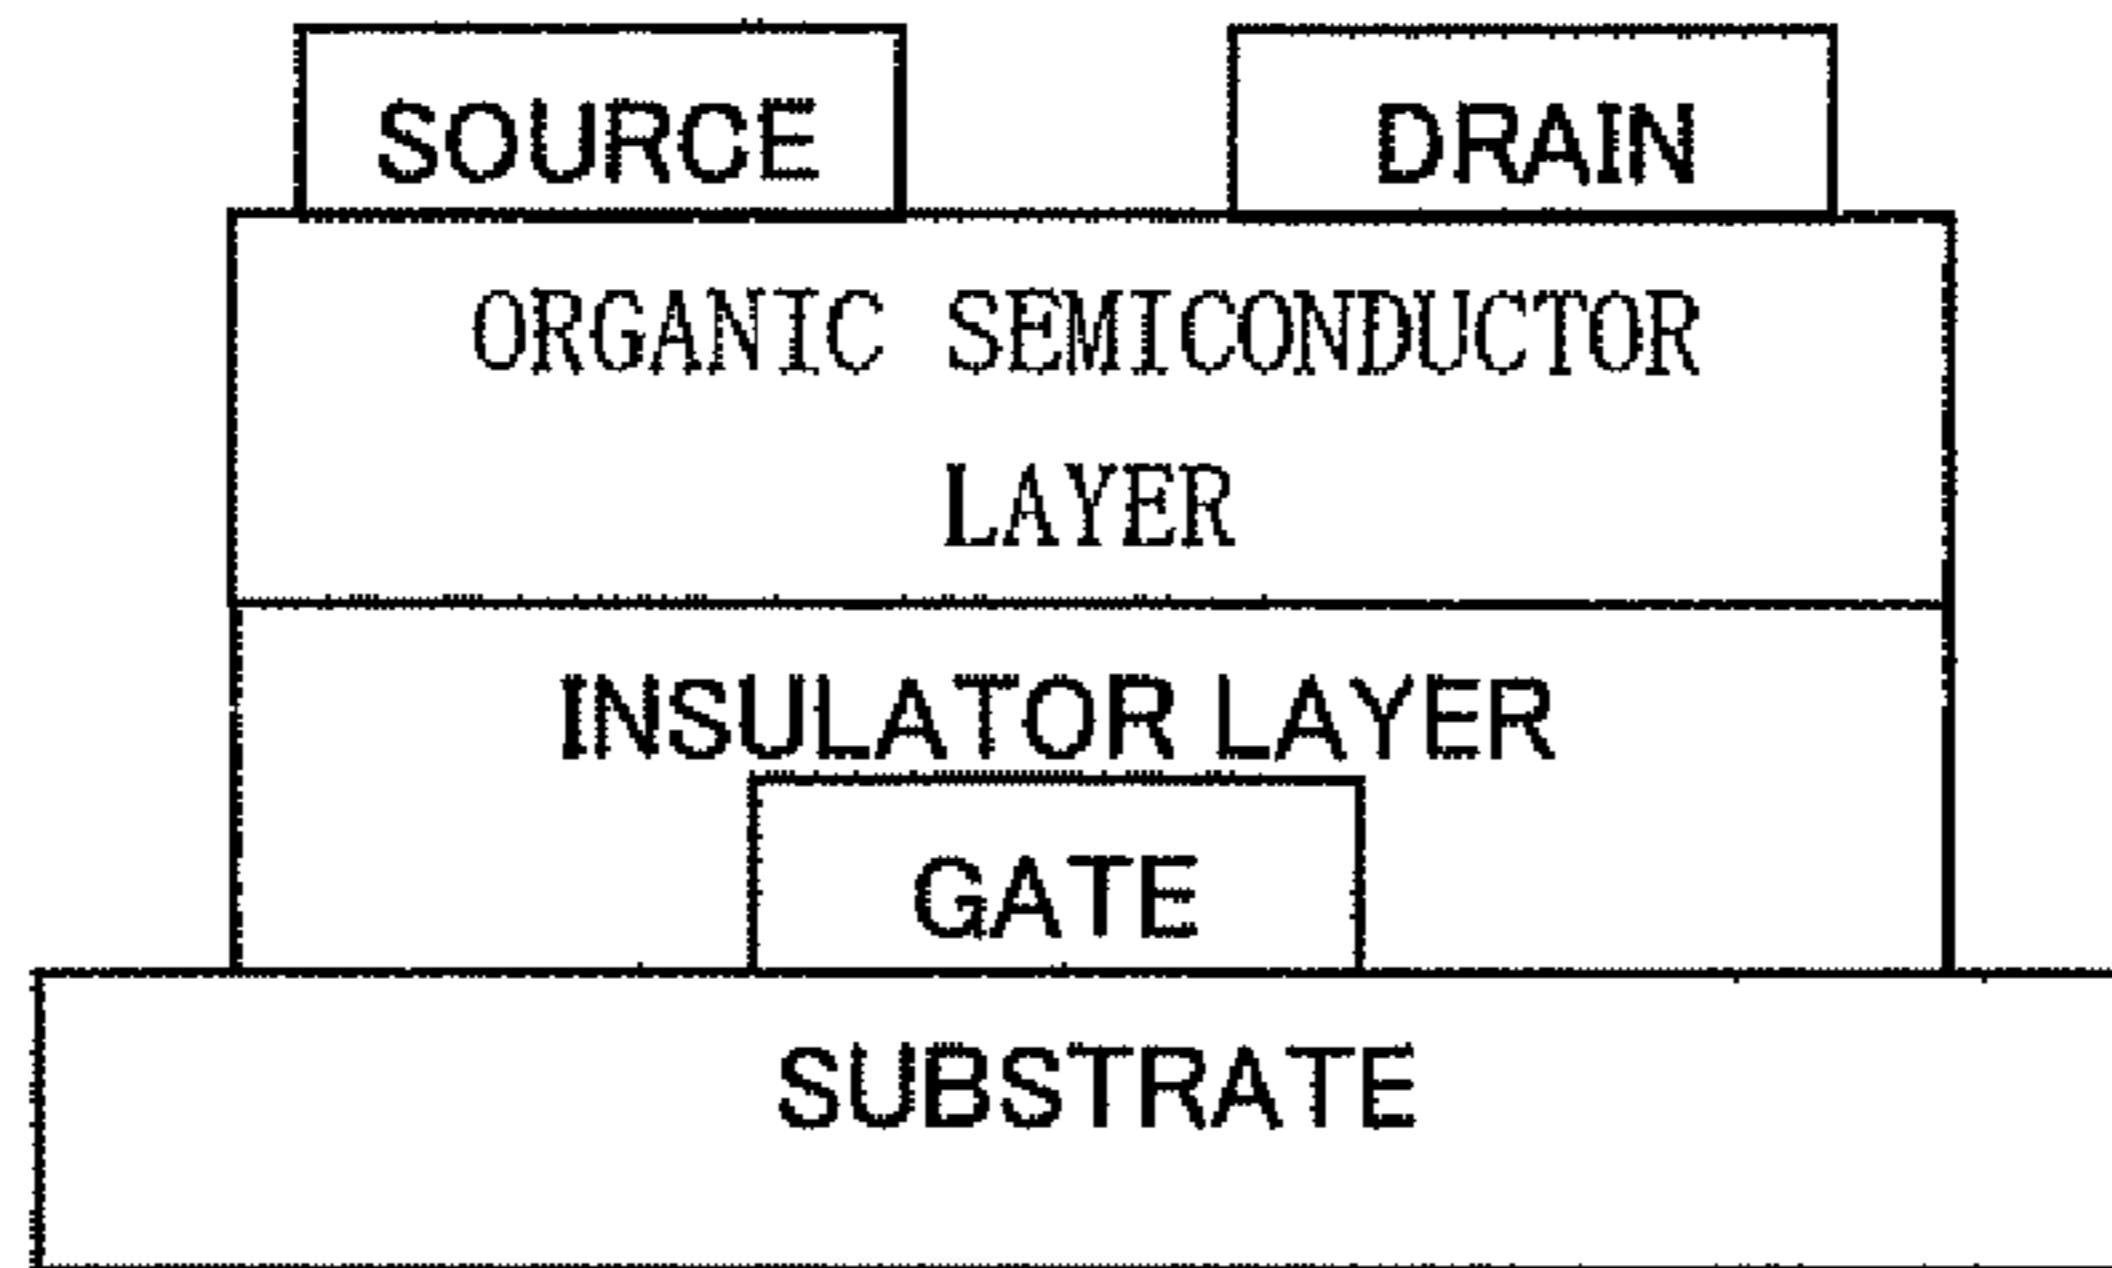 SOURCE
DRAIN
ORGANIC SEMICONDUCTOR
LAYER
INSULATOR LAYER
GATE
SUBSTRATE